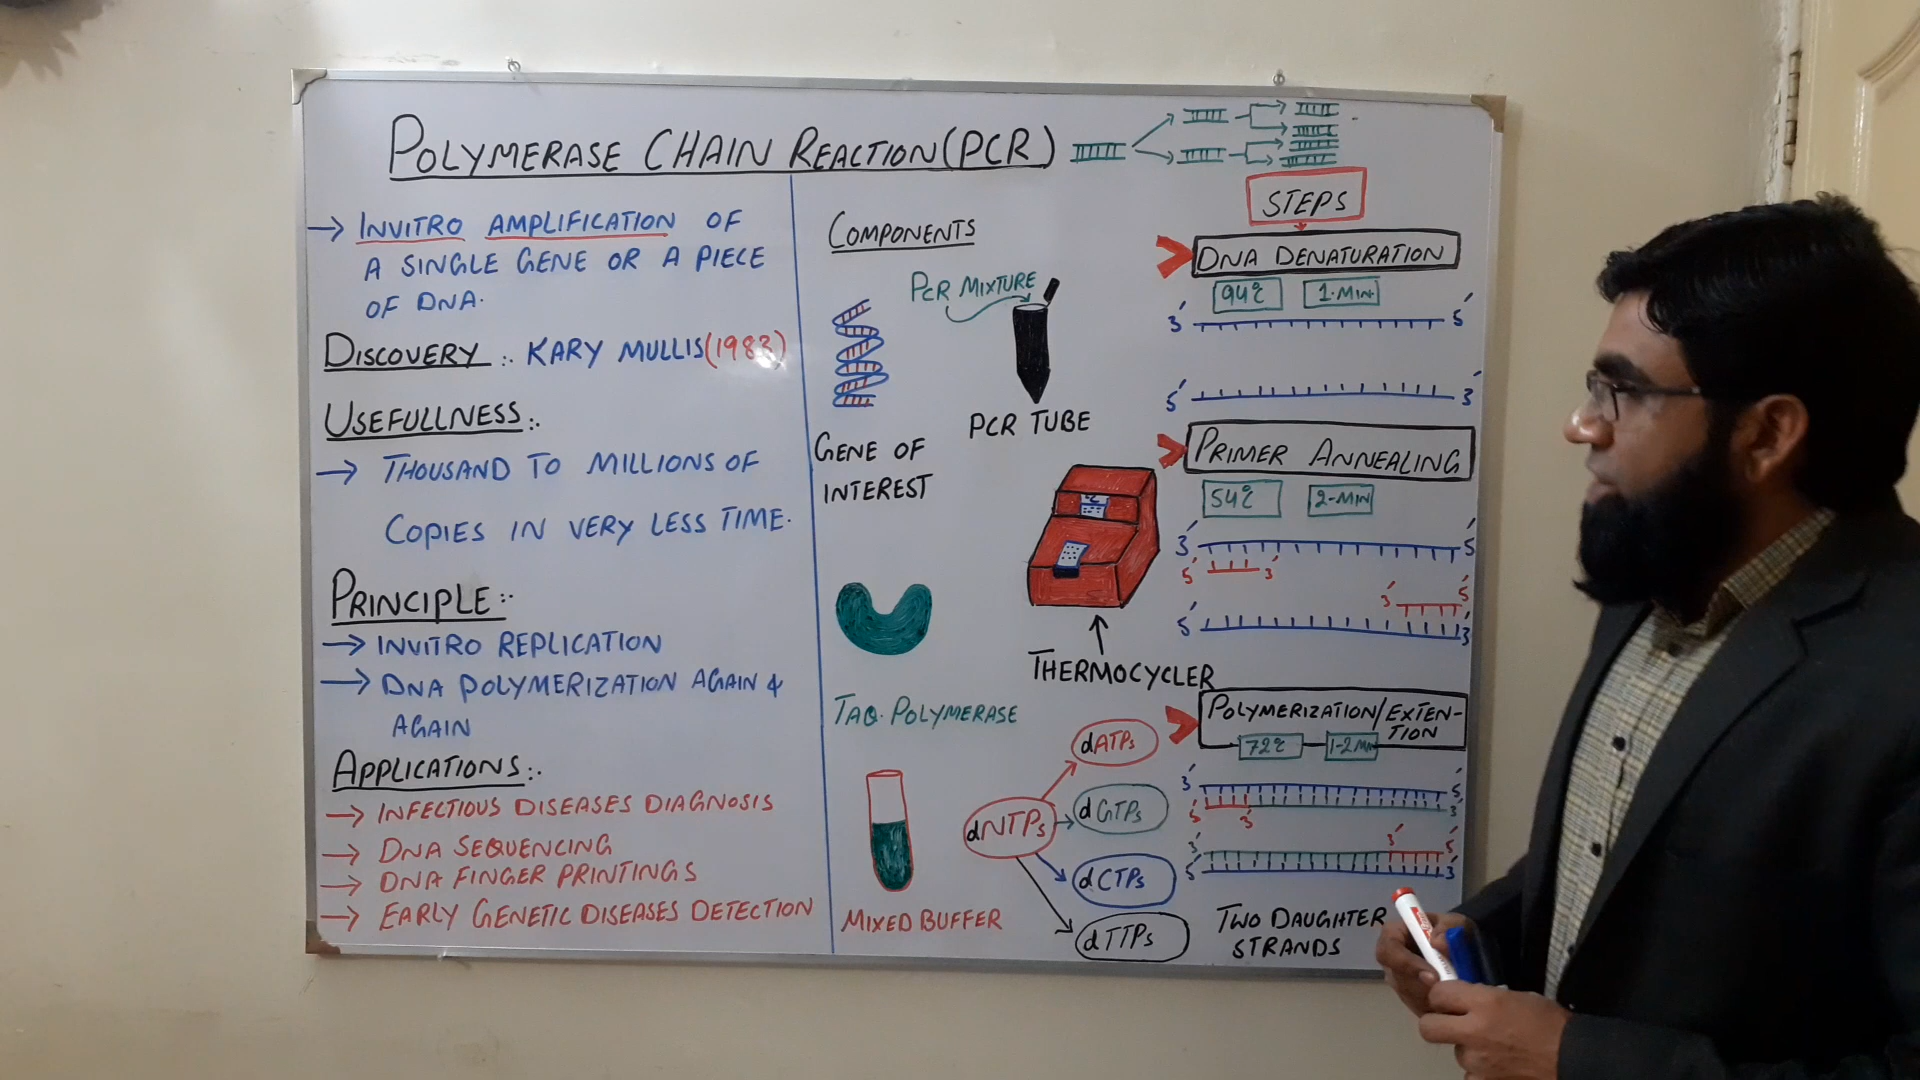 POLYMERASE CHAIN REACTION (PCR)
→ INVITRO AMPLIFICATION OF
A SINGLE GENE OR A PIECE
OF DNA.
DISCOVERY :. KARY MULLIS (1983)
USEFULLNESS :.
→ THOUSAND TO MILLIONS OF
COPIES IN VERY LESS TIME.
PRINCIPLE :.
→ INVITRO REPLICATION
→ DNA POLYMERIZATION AGAIN &
AGAIN
APPLICATIONS :.
→ INFECTIOUS DISEASES DIAGNOSIS
→ DNA SEQUENCING
→ DNA FINGER PRINTINGS
→ EARLY GENETIC DISEASES DETECTION
COMPONENTS
PCR MIXTURE
PCR TUBE
GENE OF
INTEREST
THERMOCYCLER
TAQ. POLYMERASE
dNTPs
dATPs
dGTPs
dCTPs
dTTPs
MIXED BUFFER
STEPS
DNA DENATURATION
94℃ 1-MIN
3′ 5′
5′ 3′
PRIMER ANNEALING
54℃ 2-MIN
3′ 5′
5′ 3′
3′ 5′
5′ 3′
POLYMERIZATION/EXTEN-
TION
72℃ 1-2 MIN
3′ 5′
5′ 3′ 3′
3′ 3′ 5′
5′ 3′
TWO DAUGHTER
STRANDS